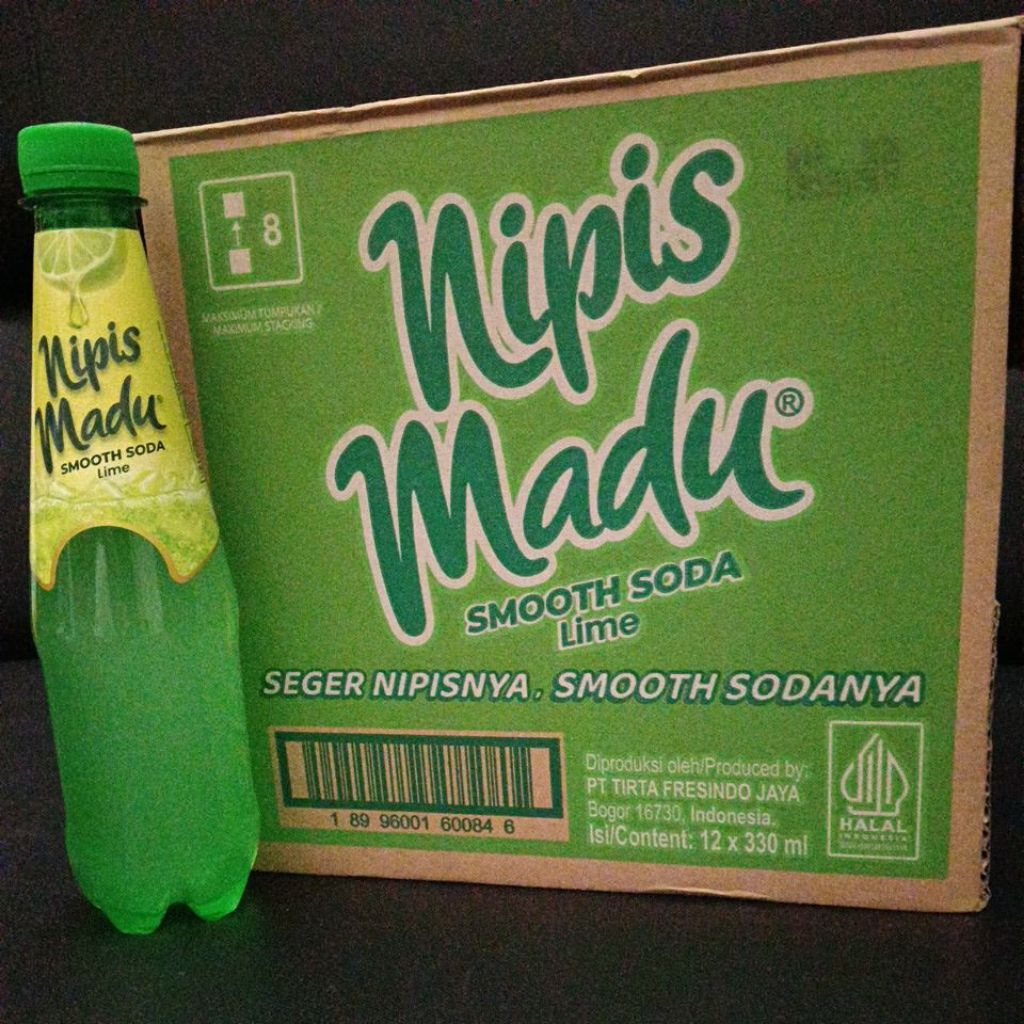 Nipis
Madu
SMOOTH SODA
Lime
8
MAKSIMUM TUMPUKAN /
MAXIMUM STACKING
Nipis
Madu®
SMOOTH SODA
Lime
SEGER NIPISNYA, SMOOTH SODANYA
1 89 96001 60084 6
Diproduksi oleh/Produced by:
PT TIRTA FRESINDO JAYA
Bogor 16730, Indonesia.
Isi/Content: 12 x 330 ml
HALAL
INDONESIA